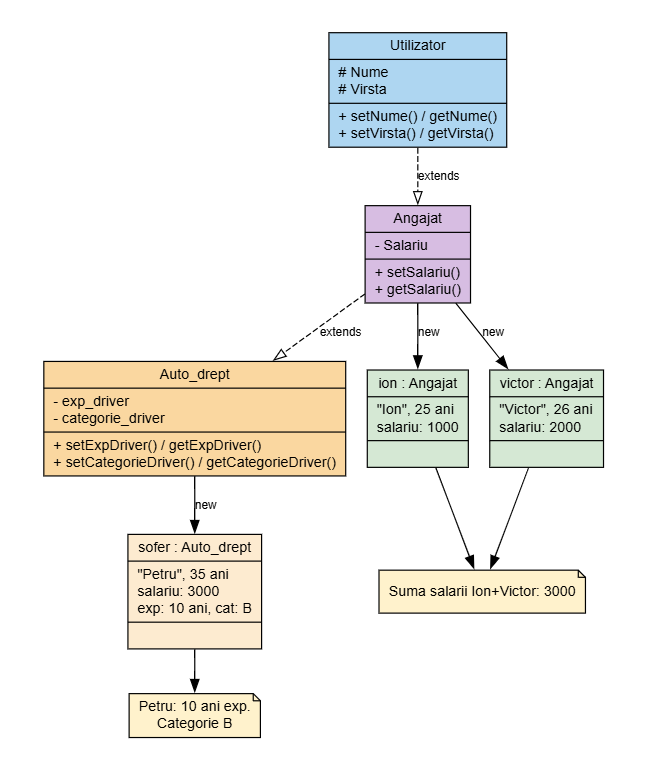 Utilizator
# Nume
# Virsta
+ setNume() / getNume()
+ setVirsta() / getVirsta()
extends
Angajat
- Salariu
+ setSalariu()
+ getSalariu()
extends
new
new
Auto_drept
- exp_driver
- categorie_driver
+ setExpDriver() / getExpDriver()
+ setCategorieDriver() / getCategorieDriver()
ion : Angajat
"Ion", 25 ani
salariu: 1000
victor : Angajat
"Victor", 26 ani
salariu: 2000
new
sofer : Auto_drept
"Petru", 35 ani
salariu: 3000
exp: 10 ani, cat: B
Suma salarii Ion+Victor: 3000
Petru: 10 ani exp.
Categorie B